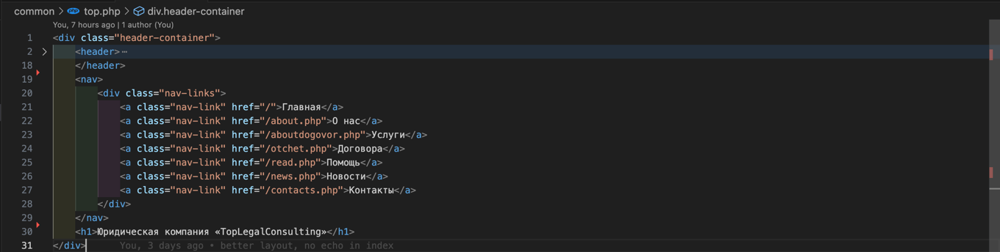 common > top.php > div.header-container
You, 7 hours ago | 1 author (You)
1 <div class="header-container">
2 <header>⋯
18 </header>
19 <nav>
20 <div class="nav-links">
21 <a class="nav-link" href="/">Главная</a>
22 <a class="nav-link" href="/about.php">О нас</a>
23 <a class="nav-link" href="/aboutdogovor.php">Услуги</a>
24 <a class="nav-link" href="/otchet.php">Договора</a>
25 <a class="nav-link" href="/read.php">Помощь</a>
26 <a class="nav-link" href="/news.php">Новости</a>
27 <a class="nav-link" href="/contacts.php">Контакты</a>
28 </div>
29 </nav>
30 <h1>Юридическая компания «TopLegalConsulting»</h1>
31 </div> You, 3 days ago • better layout, no echo in index